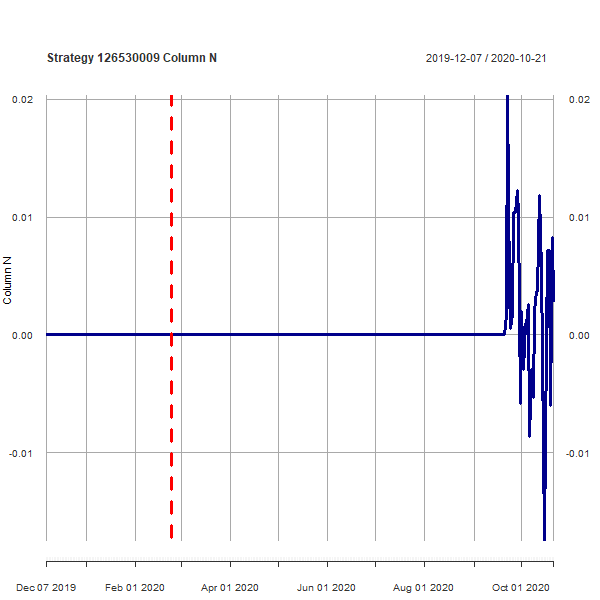 Strategy 126530009 Column N
2019-12-07 / 2020-10-21
0.02
0.02
0.01
0.01
Column N
0.00
0.00
-0.01
-0.01
Dec 07 2019
Feb 01 2020
Apr 01 2020
Jun 01 2020
Aug 01 2020
Oct 01 2020